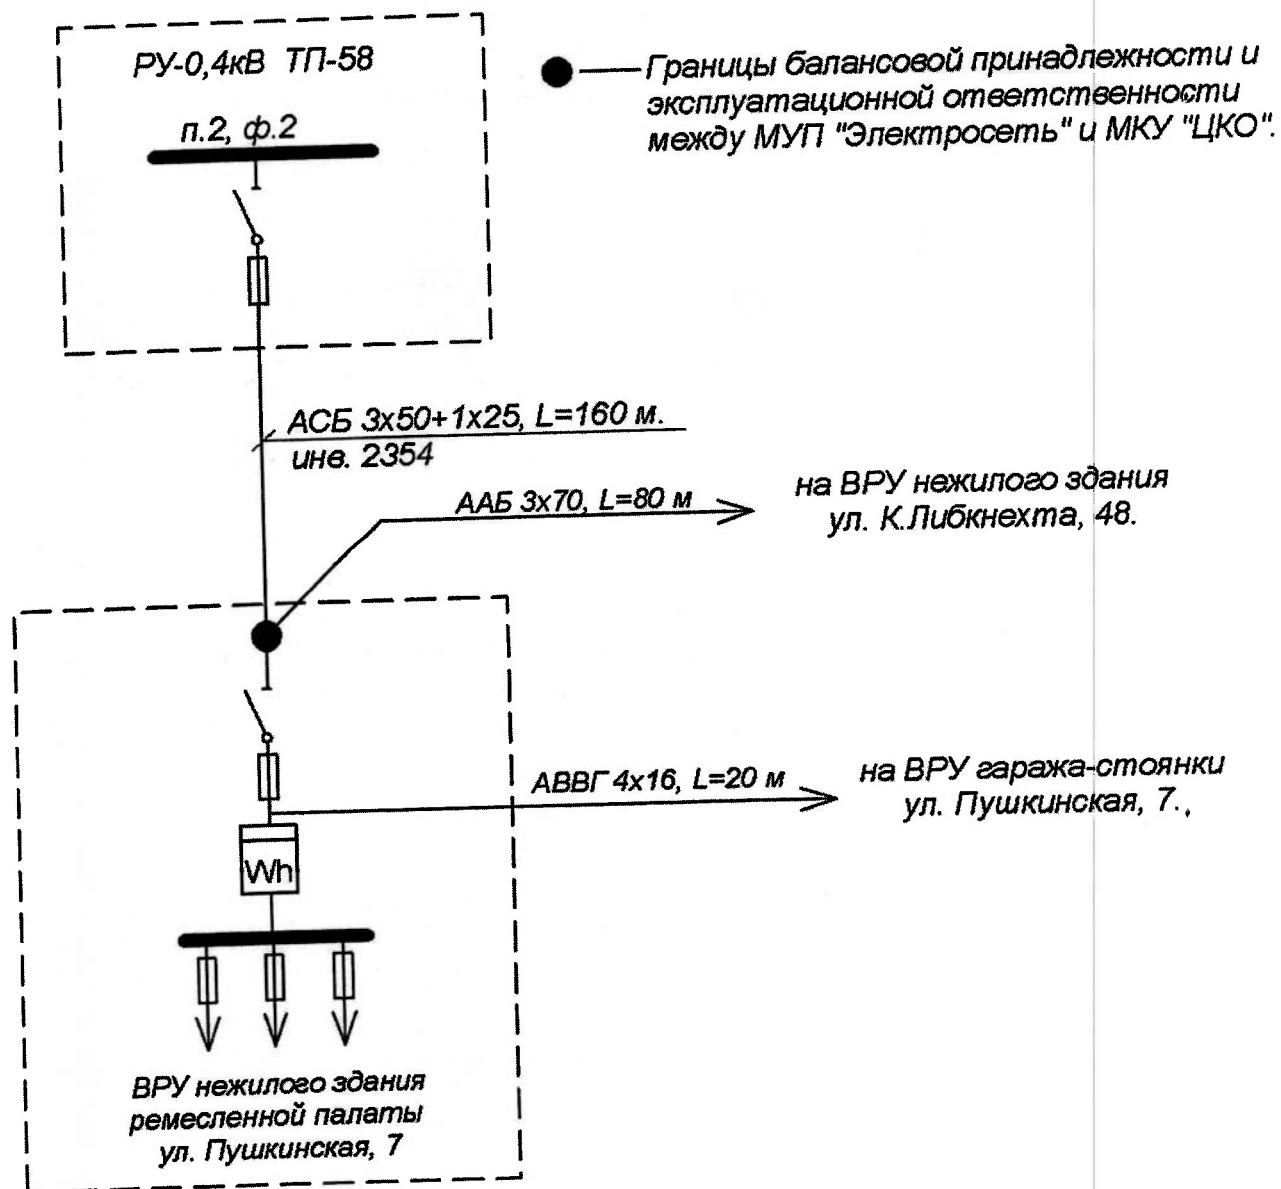 РУ-0,4кВ ТП-58
п.2, ф.2
Границы балансовой принадлежности и
эксплуатационной ответственности
между МУП "Электросеть" и МКУ "ЦКО".
АСБ 3х50+1х25, L=160 м.
инв. 2354
ААБ 3х70, L=80 м
на ВРУ нежилого здания
ул. К.Либкнехта, 48.
АВВГ 4х16, L=20 м
на ВРУ гаража-стоянки
ул. Пушкинская, 7.,
Wh
ВРУ нежилого здания
ремесленной палаты
ул. Пушкинская, 7